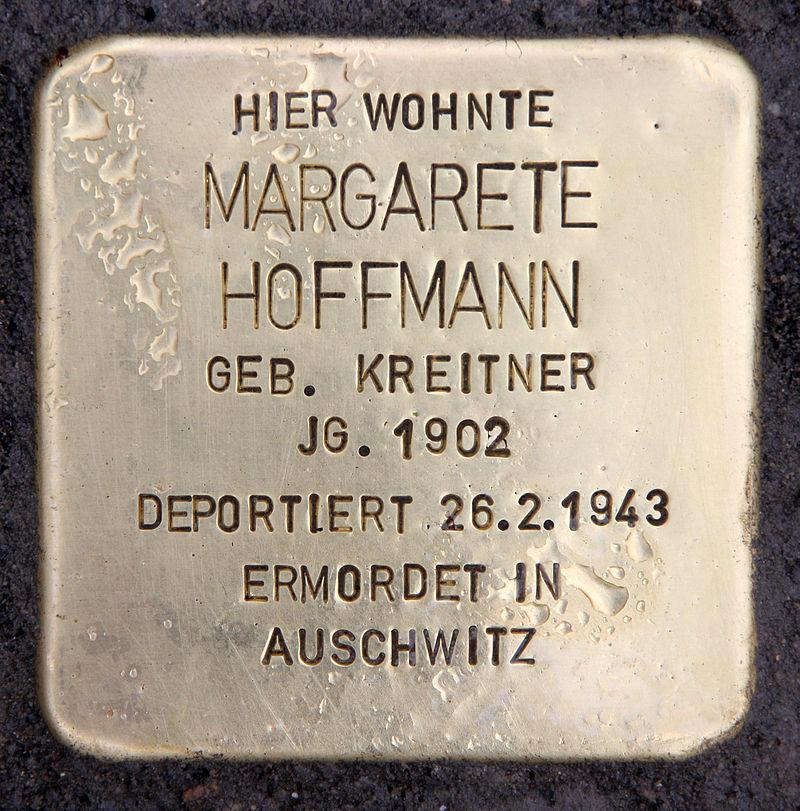 HIER WOHNTE
MARGARETE
HOFFMANN
GEB. KREITNER
JG. 1902
DEPORTIERT 26.2.1943
ERMORDET IN
AUSCHWITZ